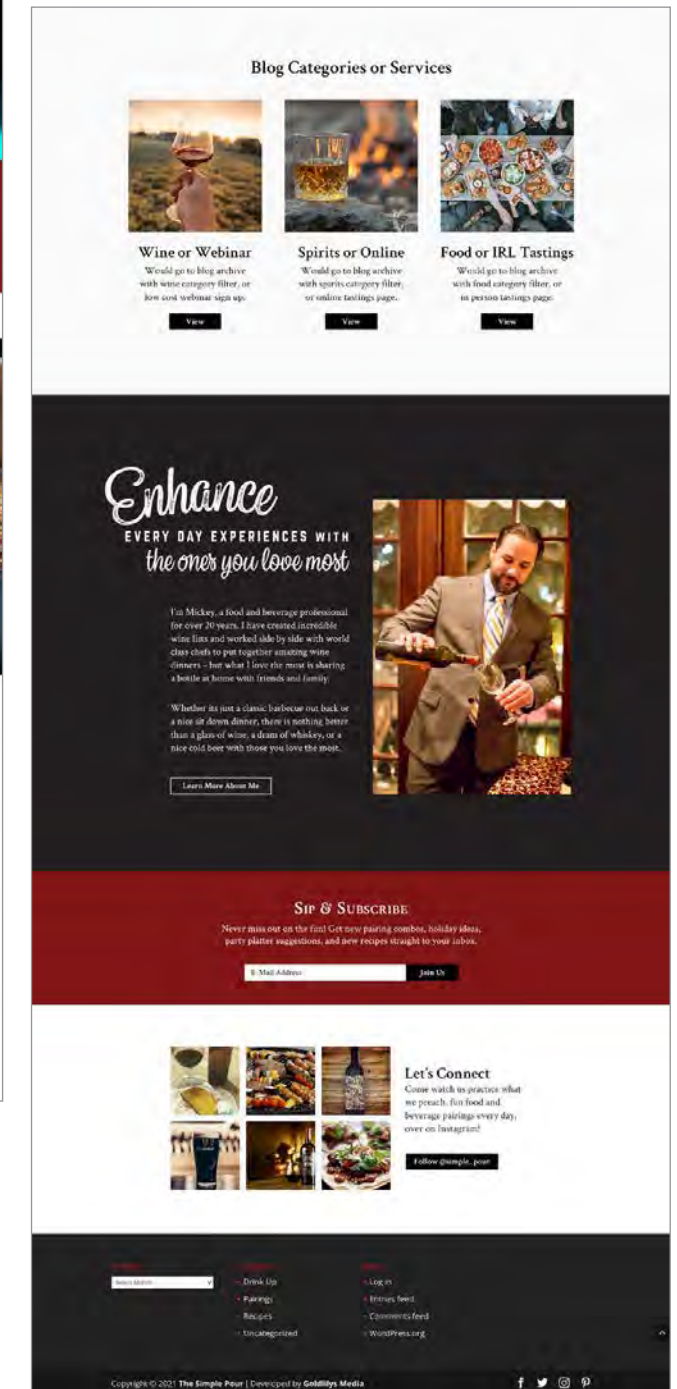 Blog Categories or Services
Wine or Webinar
Would go to blog archive
with wine category filter, or
low cost webinar sign up.
View
Spirits or Online
Would go to blog archive
with spirits category filter,
or online tastings page.
View
Food or IRL Tastings
Would go to blog archive
with food category filter, or
in person tastings page.
View
Enhance
EVERY DAY EXPERIENCES WITH
the ones you love most
I'm Mickey, a food and beverage professional
for over 20 years. I have created incredible
wine lists and worked side by side with world
class chefs to put together amazing wine
dinners – but what I love the most is sharing
a bottle at home with friends and family.
Whether its just a classic barbecue out back or
a nice sit down dinner, there is nothing better
than a glass of wine, a dram of whiskey, or a
nice cold beer with those you love the most.
Learn More About Me
Sip & Subscribe
Never miss out on the fun! Get new pairing combos, holiday ideas,
party platter suggestions, and new recipes straight to your inbox.
E-Mail Address
Join Us
Let's Connect
Come watch us practice what
we preach, fun food and
beverage pairings every day,
over on Instagram!
Follow @simple_pour
Select Month
Drink Up
Pairings
Recipes
Uncategorized
Log in
Entries feed
Comments feed
WordPress.org
Copyright © 2021 The Simple Pour | Developed by Goldlilys Media